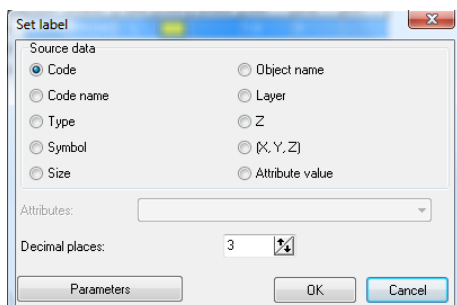 Set label
Source data
Code
Object name
Code name
Layer
Type
Z
Symbol
(X, Y, Z)
Size
Attribute value
Attributes:
Decimal places: 3
Parameters OK Cancel